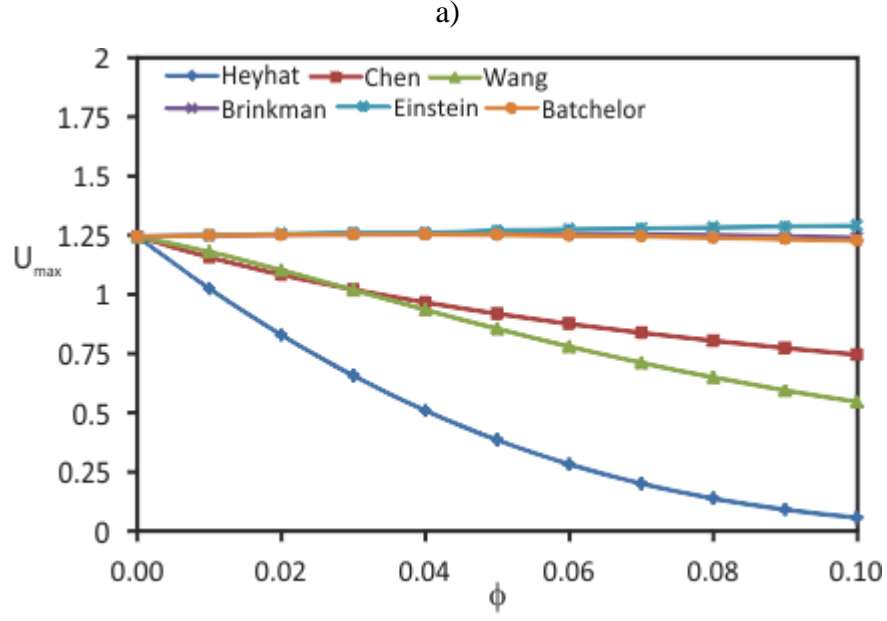 a)
2
Heyhat Chen Wang
Brinkman Einstein Batchelor
1.75
1.5
1.25
U max
1
0.75
0.5
0.25
0
0.00 0.02 0.04 0.06 0.08 0.10
ϕ